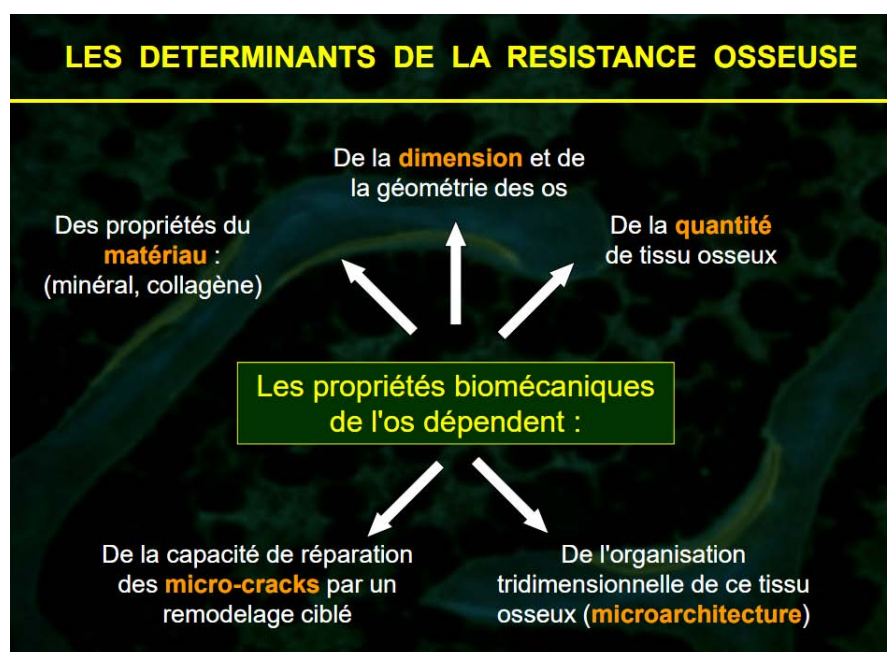 LES DETERMINANTS DE LA RESISTANCE OSSEUSE
De la dimension et de
la géométrie des os
Des propriétés du
matériau :
(minéral, collagène)
De la quantité
de tissu osseux
Les propriétés biomécaniques
de l'os dépendent :
De la capacité de réparation
des micro-cracks par un
remodelage ciblé
De l'organisation
tridimensionnelle de ce tissu
osseux (microarchitecture)